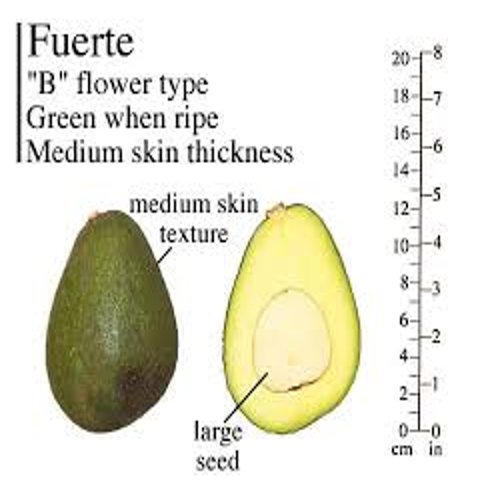 Fuerte
"B" flower type
Green when ripe
Medium skin thickness
medium skin
texture
large
seed
20 8
18 7
16 6
14
12 5
10 4
8 3
6 2
4
2 1
0 0
cm in